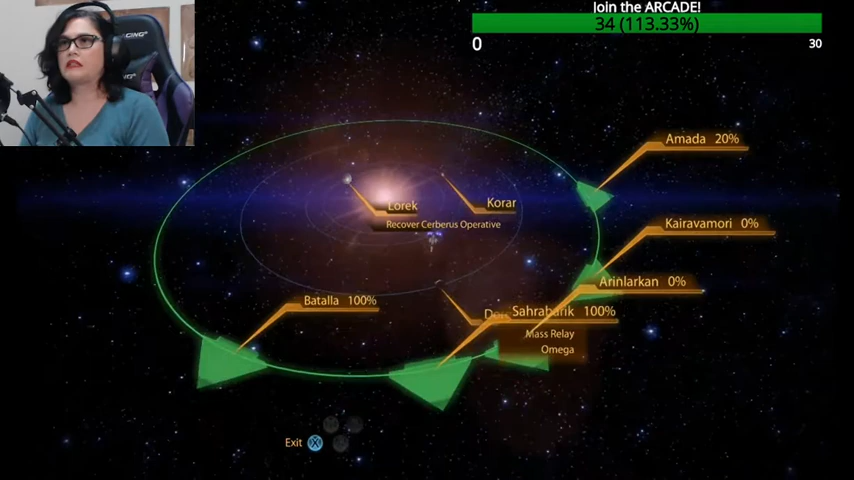 Join the ARCADE!
34 (113.33%)
0
30
RACING
Amada 20%
Lorek
Recover Cerberus Operative
Korar
Kairavamori 0%
Arinlarkan 0%
Batalla 100%
Sahrabarik 100%
Mass Relay
Omega
Exit